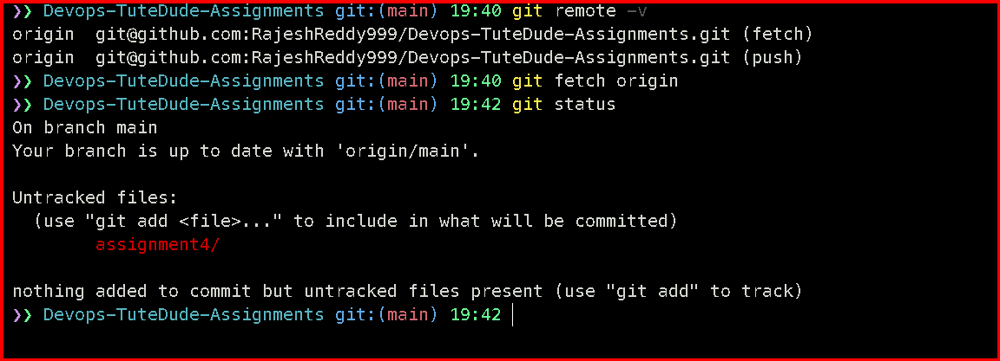 ❯❯ Devops-TuteDude-Assignments git:(main) 19:40 git remote -v
origin  git@github.com:RajeshReddy999/Devops-TuteDude-Assignments.git (fetch)
origin  git@github.com:RajeshReddy999/Devops-TuteDude-Assignments.git (push)
❯❯ Devops-TuteDude-Assignments git:(main) 19:40 git fetch origin
❯❯ Devops-TuteDude-Assignments git:(main) 19:42 git status
On branch main
Your branch is up to date with 'origin/main'.

Untracked files:
  (use "git add <file>..." to include in what will be committed)
        assignment4/

nothing added to commit but untracked files present (use "git add" to track)
❯❯ Devops-TuteDude-Assignments git:(main) 19:42